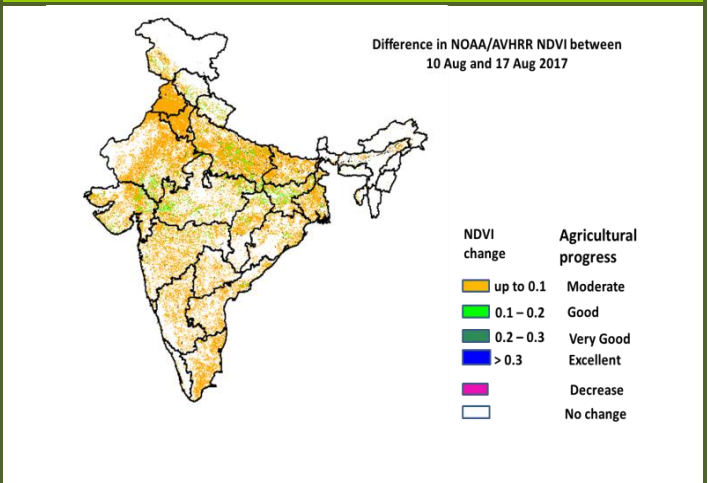 Difference in NOAA/AVHRR NDVI between
10 Aug and 17 Aug 2017
NDVI change
Agricultural progress
up to 0.1 Moderate
0.1 – 0.2 Good
0.2 – 0.3 Very Good
> 0.3 Excellent
Decrease
No change